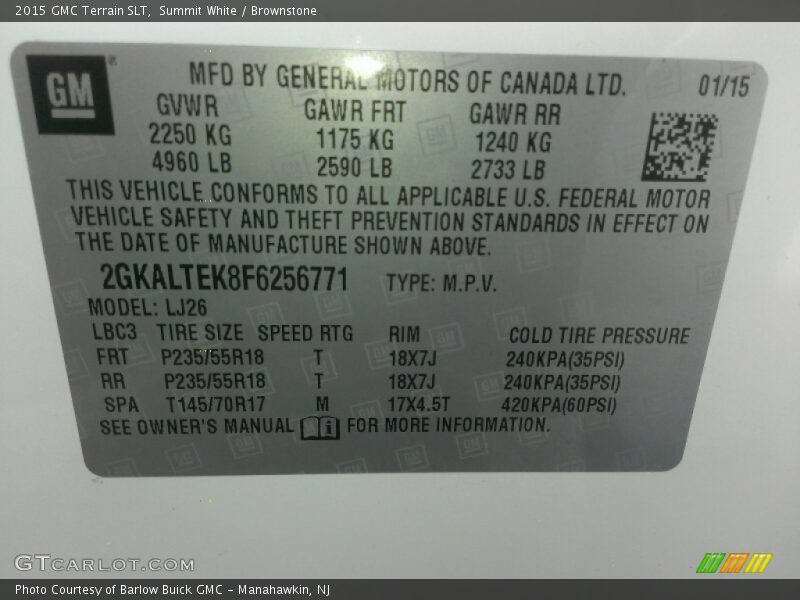 2015 GMC Terrain SLT,  Summit White / Brownstone
GM®
MFD BY GENERAL MOTORS OF CANADA LTD. 01/15
GVWR GAWR FRT GAWR RR
2250 KG 1175 KG 1240 KG
4960 LB 2590 LB 2733 LB
THIS VEHICLE CONFORMS TO ALL APPLICABLE U.S. FEDERAL MOTOR
VEHICLE SAFETY AND THEFT PREVENTION STANDARDS IN EFFECT ON
THE DATE OF MANUFACTURE SHOWN ABOVE.
2GKALTEK8F6256771 TYPE: M.P.V.
MODEL: LJ26
LBC3 TIRE SIZE SPEED RTG RIM COLD TIRE PRESSURE
FRT P235/55R18 T 18X7J 240KPA(35PSI)
RR P235/55R18 T 18X7J 240KPA(35PSI)
SPA T145/70R17 M 17X4.5T 420KPA(60PSI)
SEE OWNER'S MANUAL i FOR MORE INFORMATION.
GTCARLOT.COM
Photo Courtesy of Barlow Buick GMC - Manahawkin, NJ